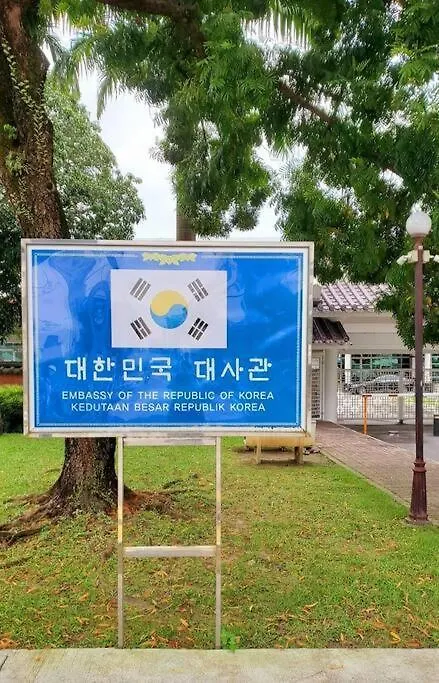 대한민국 대사관
EMBASSY OF THE REPUBLIC OF KOREA
KEDUTAAN BESAR REPUBLIK KOREA